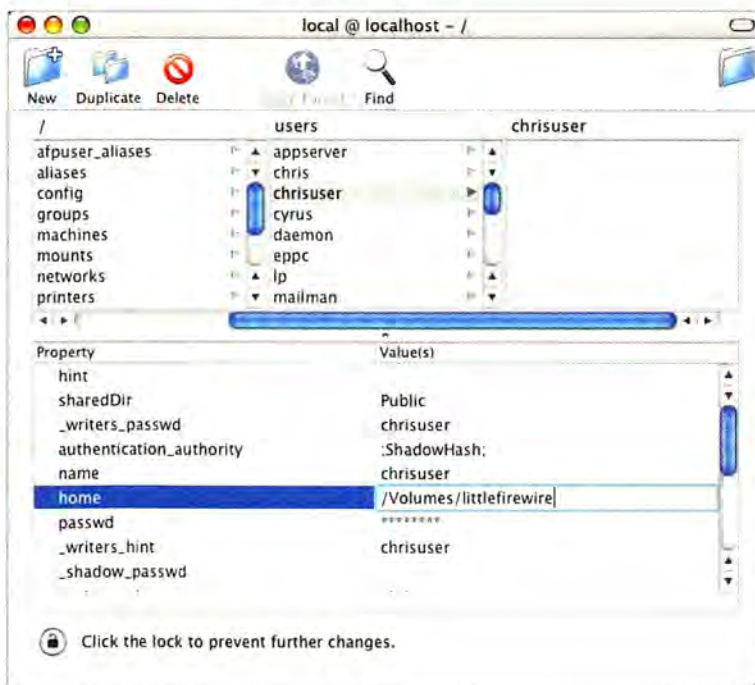 local @ localhost – /
New Duplicate Delete Find
/ users chrisuser
afpuser_aliases appserver
aliases chris
config chrisuser
groups cyrus
machines daemon
mounts eppc
networks lp
printers mailman
Property Value(s)
hint
sharedDir Public
_writers_passwd chrisuser
authentication_authority ;ShadowHash;
name chrisuser
home /Volumes/littlefirewire
passwd ********
_writers_hint chrisuser
_shadow_passwd
Click the lock to prevent further changes.